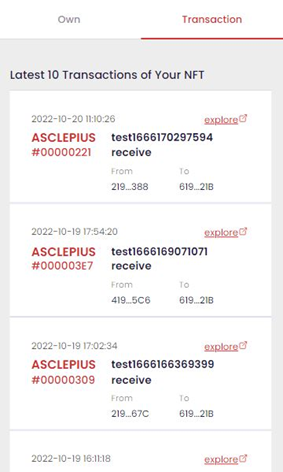 Own Transaction
Latest 10 Transactions of Your NFT
2022-10-20 11:10:26 explore
ASCLEPIUS test1666170297594
#00000221 receive
From To
219...388 619...21B
2022-10-19 17:54:20 explore
ASCLEPIUS test1666169071071
#000003E7 receive
From To
419...5C6 619...21B
2022-10-19 17:02:34 explore
ASCLEPIUS test1666166369399
#00000309 receive
From To
219...67C 619...21B
2022-10-19 16:11:18 explore